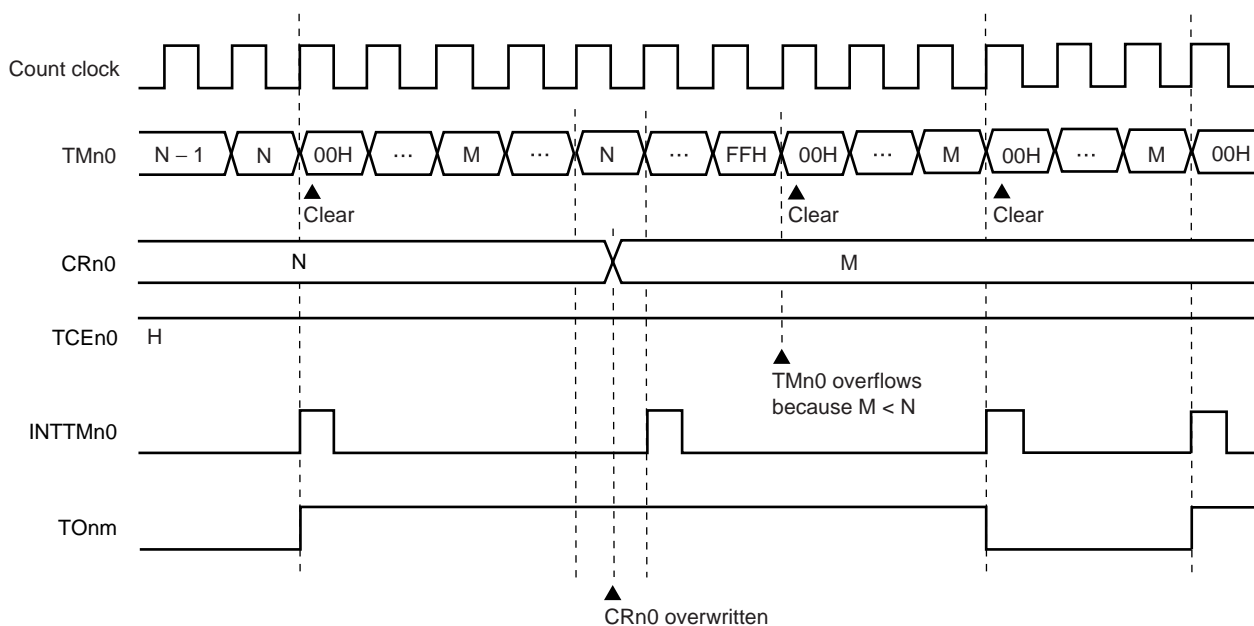 Count clock
TMn0 N – 1 N 00H ... M ... N ... FFH 00H ... M 00H ... M 00H
Clear Clear Clear
CRn0 N M
TCEn0 H
TMn0 overflows
because M < N
INTTMn0
TOnm
CRn0 overwritten